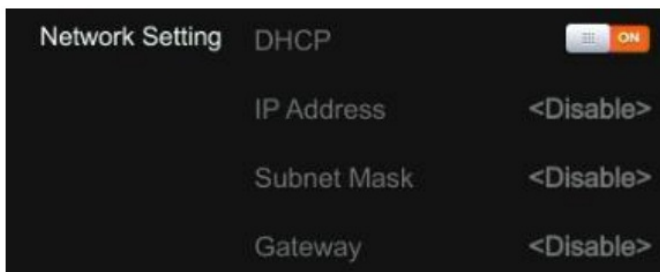 Network Setting DHCP ON
IP Address <Disable>
Subnet Mask <Disable>
Gateway <Disable>